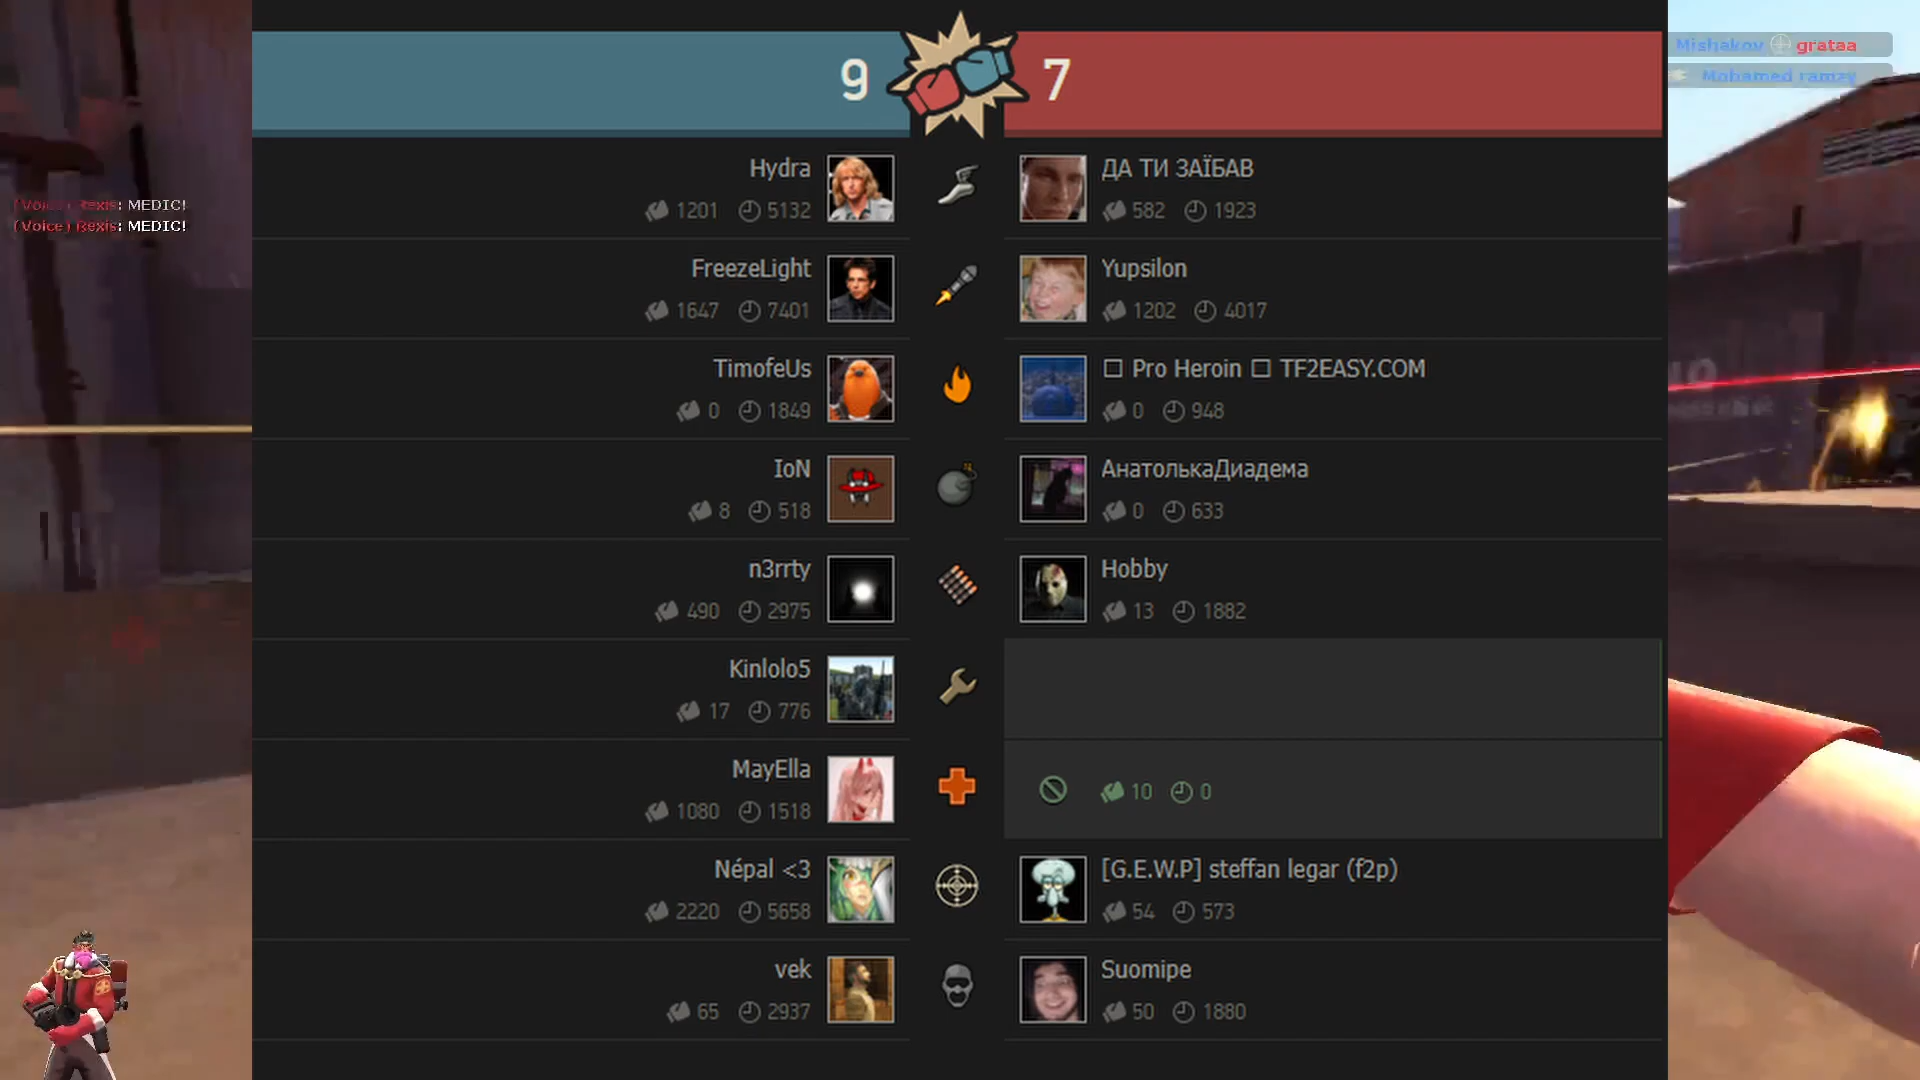 9
7
Mishakov grataa
Mohamed ramzy
(Voice) Rexis: MEDIC!
(Voice) Rexis: MEDIC!
Hydra
1201 5132
ДА ТИ ЗАЇБАВ
582 1923
FreezeLight
1647 7401
Yupsilon
1202 4017
TimofeUs
0 1849
□ Pro Heroin □ TF2EASY.COM
0 948
IoN
8 518
АнатолькаДиадема
0 633
n3rrty
490 2975
Hobby
13 1882
Kinlolo5
17 776
MayElla
1080 1518
10 0
Népal <3
2220 5658
[G.E.W.P] steffan legar (f2p)
54 573
vek
65 2937
Suomipe
50 1880